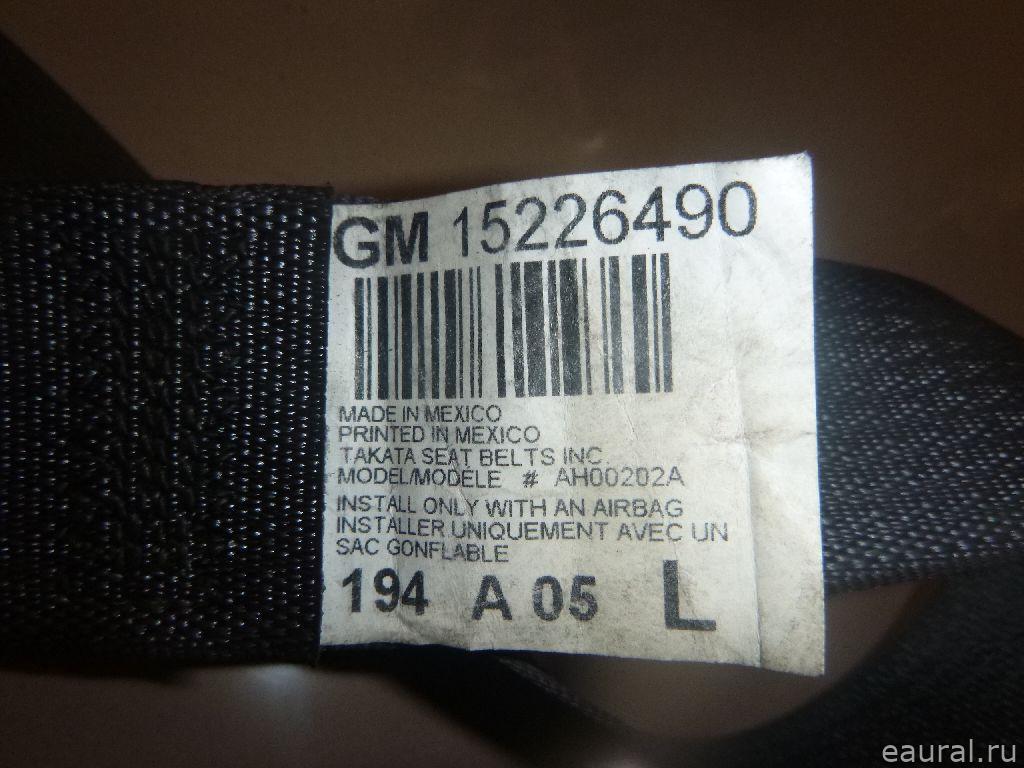 GM 15226490
MADE IN MEXICO
PRINTED IN MEXICO
TAKATA SEAT BELTS INC.
MODEL/MODÈLE # AH00202A
INSTALL ONLY WITH AN AIRBAG
INSTALLER UNIQUEMENT AVEC UN
SAC GONFLABLE
194 A 05 L
eaural.ru